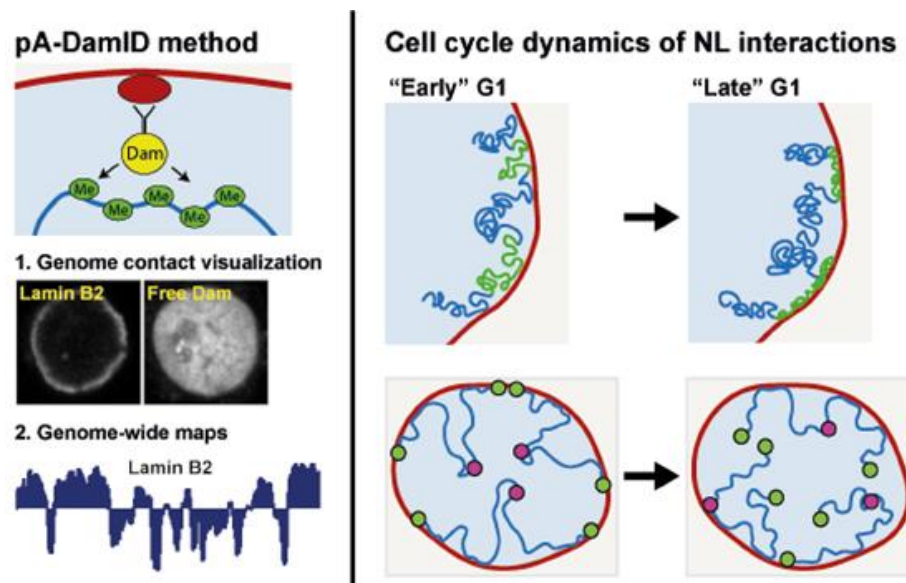 pA-DamID method
Dam
Me
Me
Me
Me
Me
1. Genome contact visualization
Lamin B2
Free Dam
2. Genome-wide maps
Lamin B2
Cell cycle dynamics of NL interactions
“Early” G1
“Late” G1